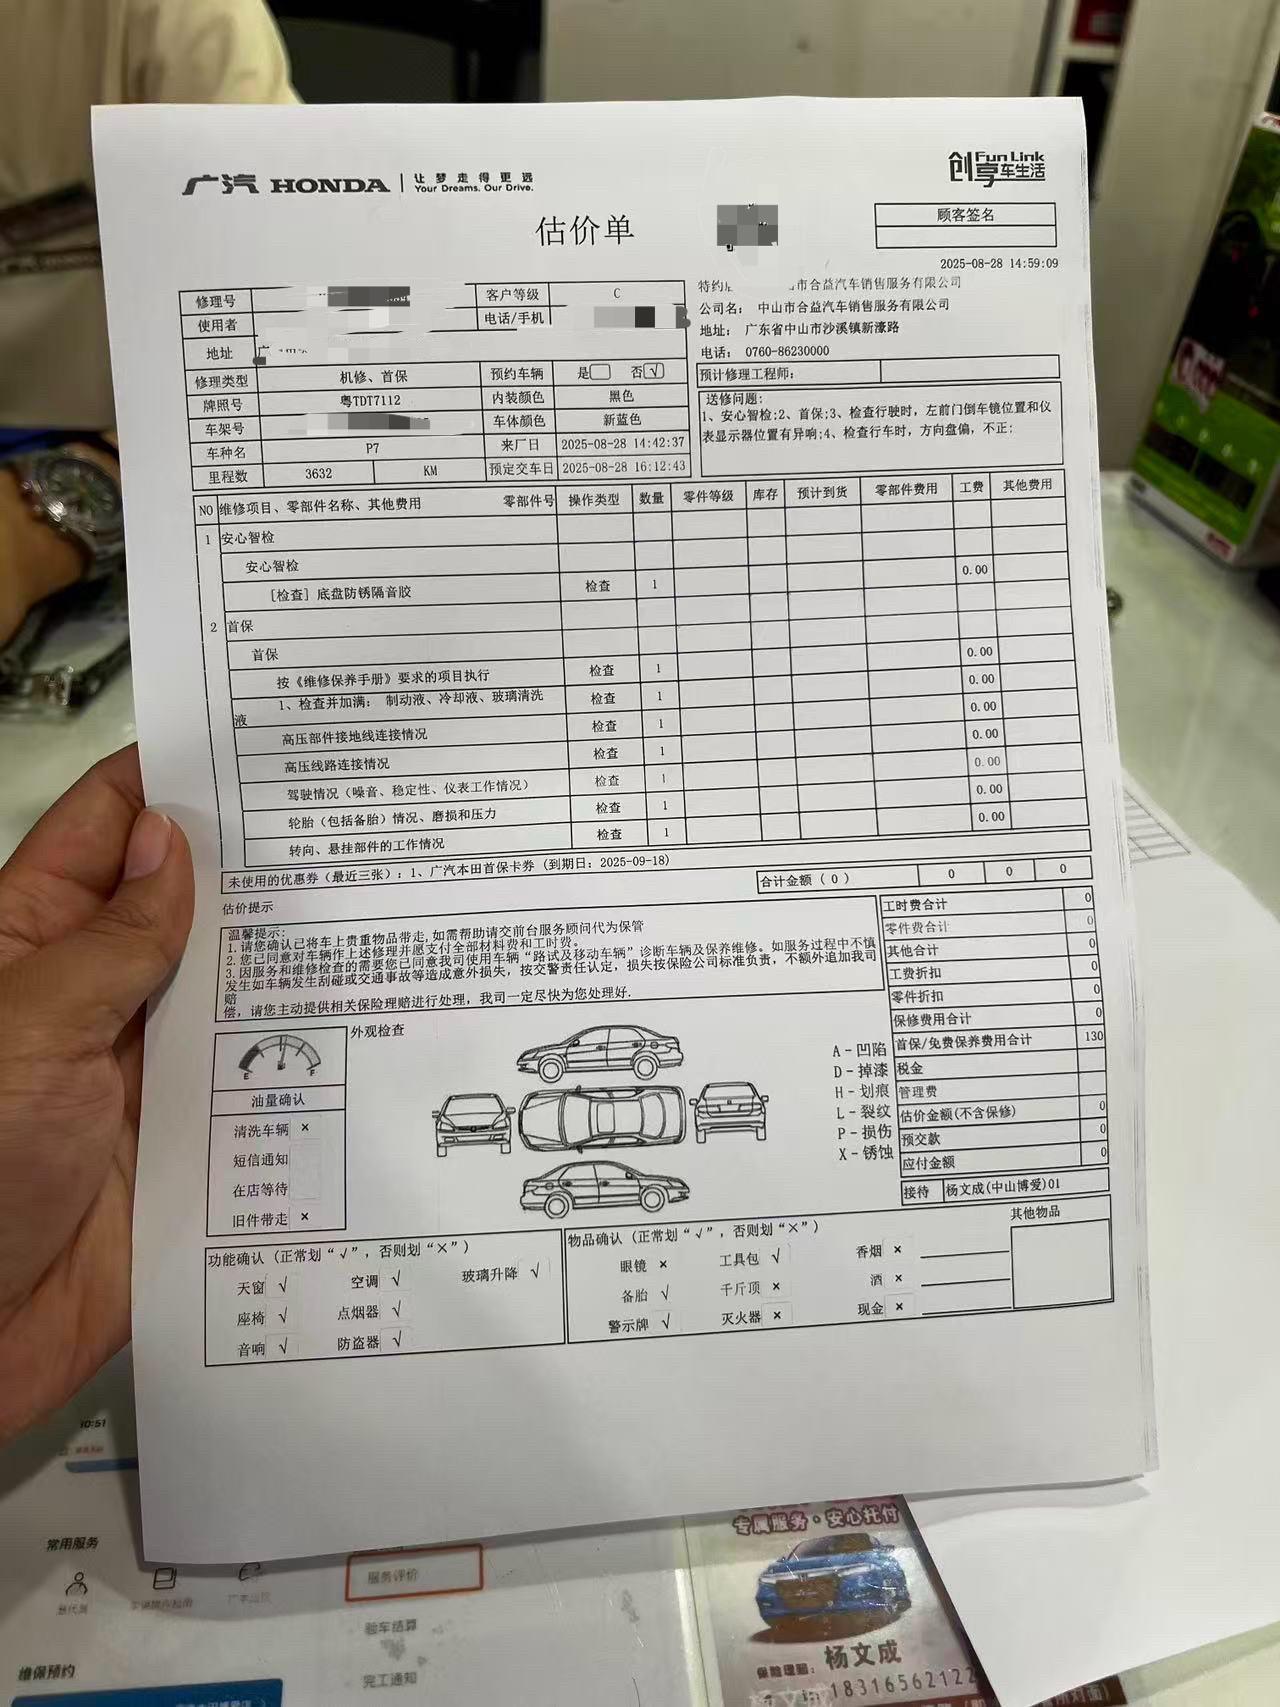 广汽 HONDA 让梦走得更远
Your Dreams. Our Drive.
Fun Link
创享车生活
估价单
顾客签名
2025-08-28 14:59:09
修理号
客户等级 C
使用者
电话/手机
地址
修理类型 机修、首保 预约车辆 是 否 √
牌照号 粤TDT7112 内装颜色 黑色
车架号 车体颜色 新蓝色
车种名 P7 来厂日 2025-08-28 14:42:37
里程数 3632 KM 预定交车日 2025-08-28 16:12:43
特约 市合益汽车销售服务有限公司
公司名: 中山市合益汽车销售服务有限公司
地址: 广东省中山市沙溪镇新濠路
电话: 0760-86230000
预计修理工程师:
送修问题:
1、安心智检;2、首保;3、检查行驶时,左前门倒车镜位置和仪
表显示器位置有异响;4、检查行车时,方向盘偏,不正:
NO 维修项目、零部件名称、其他费用 零部件号 操作类型 数量 零件等级 库存 预计到货 零部件费用 工费 其他费用
1 安心智检
安心智检 0.00
[检查] 底盘防锈隔音胶 检查 1
2 首保
首保 0.00
按《维修保养手册》要求的项目执行 检查 1 0.00
1、检查并加满: 制动液、冷却液、玻璃清洗
液 检查 1 0.00
高压部件接地线连接情况 检查 1 0.00
高压线路连接情况 检查 1 0.00
驾驶情况(噪音、稳定性、仪表工作情况) 检查 1 0.00
轮胎(包括备胎)情况、磨损和压力 检查 1 0.00
转向、悬挂部件的工作情况 检查 1
未使用的优惠券(最近三张): 1、广汽本田首保卡券 (到期日: 2025-09-18)
合计金额 ( 0 ) 0 0 0
估价提示
温馨提示:
1. 请您确认已将车上贵重物品带走,如需帮助请交前台服务顾问代为保管
2. 您已同意对车辆作上述修理并愿支付全部材料费和工时费。
3. 因服务和维修检查的需要您已同意我司使用车辆“路试及移动车辆”诊断车辆及保养维修。如服务过程中不慎
发生如车辆发生刮碰或交通事故等造成意外损失, 按交警责任认定, 损失按保险公司标准负责, 不额外追加我司
赔
偿, 请您主动提供相关保险理赔进行处理, 我司一定尽快为您处理好.
工时费合计 0
零件费合计 0
其他合计 0
工费折扣 0
零件折扣 0
保修费用合计 0
首保/免费保养费用合计 130
税金
管理费
估价金额(不含保修) 0
预交款 0
应付金额 0
接待 杨文成(中山博爱)01
E F
油量确认
清洗车辆 ×
短信通知
在店等待
旧件带走 ×
外观检查
A - 凹陷
D - 掉漆
H - 划痕
L - 裂纹
P - 损伤
X - 锈蚀
功能确认 (正常划“√”, 否则划“×”)
天窗 √ 空调 √ 玻璃升降 √
座椅 √ 点烟器 √
音响 √ 防盗器 √
物品确认 (正常划“√”, 否则划“×”)
眼镜 × 工具包 √ 香烟 ×
备胎 √ 千斤顶 × 酒 ×
警示牌 √ 灭火器 × 现金 ×
其他物品
10:51
常用服务
服务评价
验车结算
完工通知
维保预约
专属服务·安心托付
保险理赔: 杨文成
18316562122